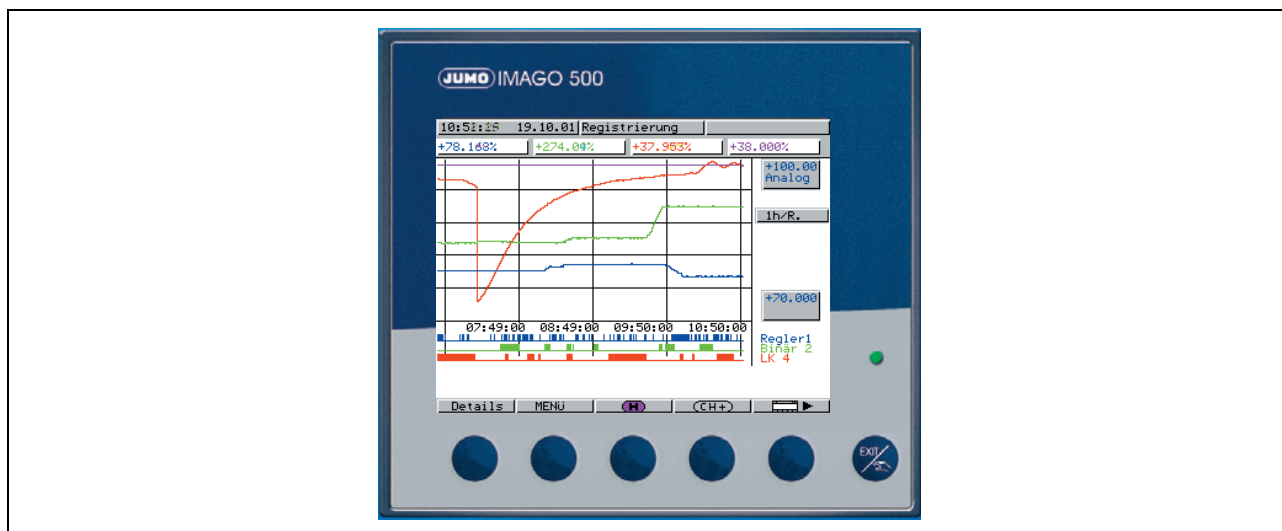 JUMO IMAGO 500
10:51:26 19.10.01 Registrierung
+78.168% +274.04% +37.953% +38.000%
+100.00
Analog
1h/R.
+70.000
07:49:00 08:49:00 09:50:00 10:50:00
Regler1
Binär 2
LK 4
Details MENÜ H (CH+)
EXIT